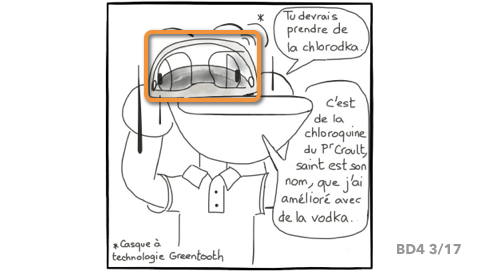 *
Tu devrais
prendre de
la chlorodka.
C'est
de la
chloroquine
du Pr Croult,
saint est son
nom, que j'ai
amélioré avec
de la vodka.
*Casque à
technologie Greentooth
BD4 3/17